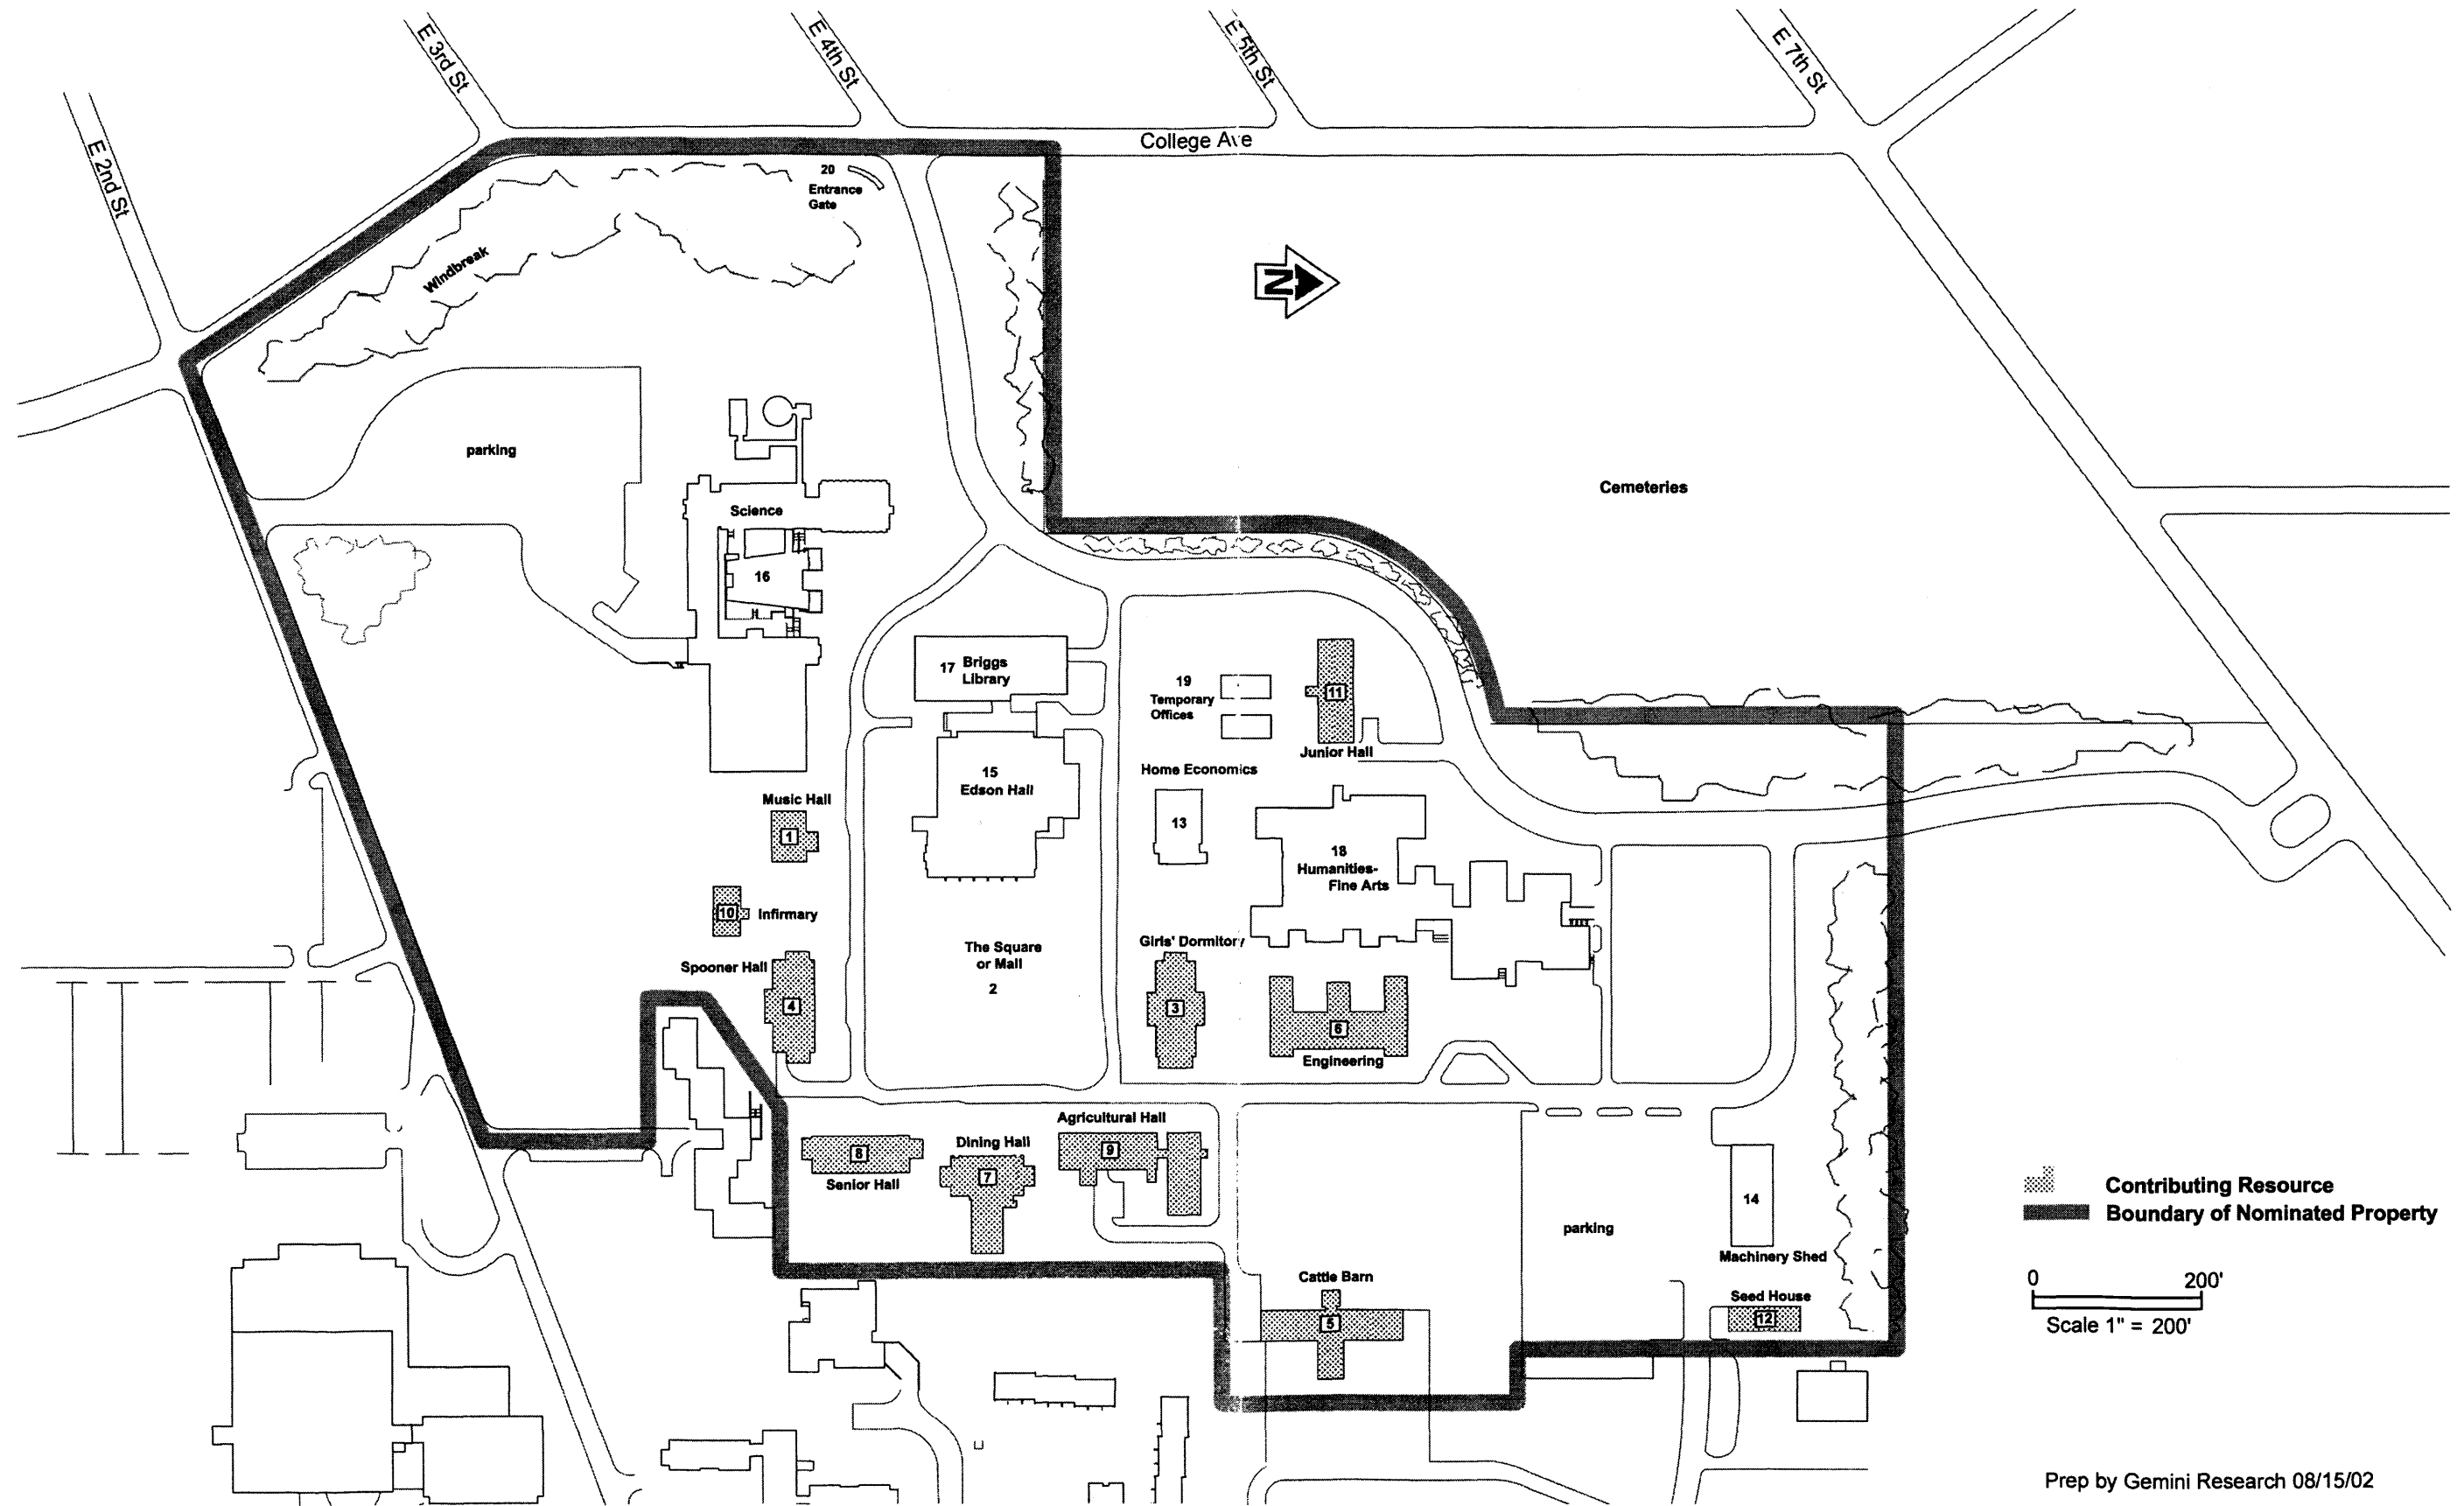 E 3rd St
E 4th St
E 5th St
E 7th St
E 2nd St
College Ave
20
Entrance
Gate
Windbreak
N
parking
Cemeteries
Science
16
17 Briggs
Library
19
Temporary
Offices
11
Junior Hall
15
Edson Hall
Home Economics
13
Music Hall
1
18
Humanities-
Fine Arts
10 Infirmary
The Square
or Mall
2
Girls' Dormitory
Spooner Hall
4
3
6
Engineering
Agricultural Hall
9
Dining Hall
7
8
Senior Hall
14
Machinery Shed
parking
Cattle Barn
5
Seed House
12
Contributing Resource
Boundary of Nominated Property
0 200'
Scale 1" = 200'
Prep by Gemini Research 08/15/02